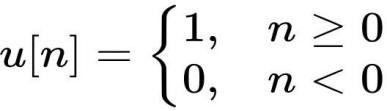 u[n] = { 1, n ≥ 0
0, n < 0